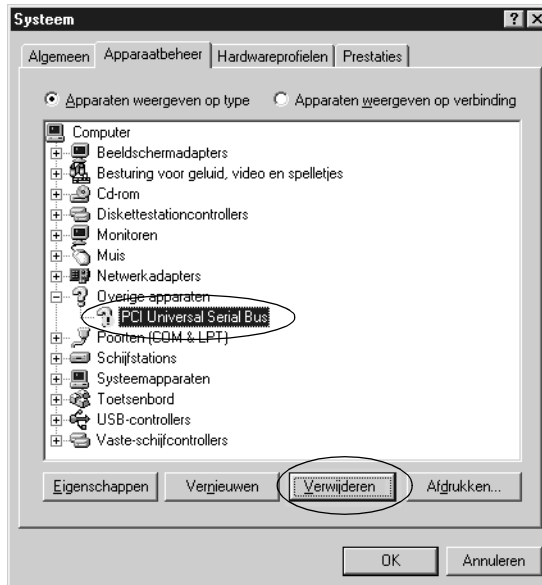 Systeem
Algemeen Apparaatbeheer Hardwareprofielen Prestaties
Apparaten weergeven op type Apparaten weergeven op verbinding
Computer
Beeldschermadapters
Besturing voor geluid, video en spelletjes
Cd-rom
Diskettestationcontrollers
Monitoren
Muis
Netwerkadapters
Overige apparaten
PCI Universal Serial Bus
Poorten (COM & LPT)
Schijfstations
Systeemapparaten
Toetsenbord
USB-controllers
Vaste-schijfcontrollers
Eigenschappen Vernieuwen Verwijderen Afdrukken...
OK Annuleren